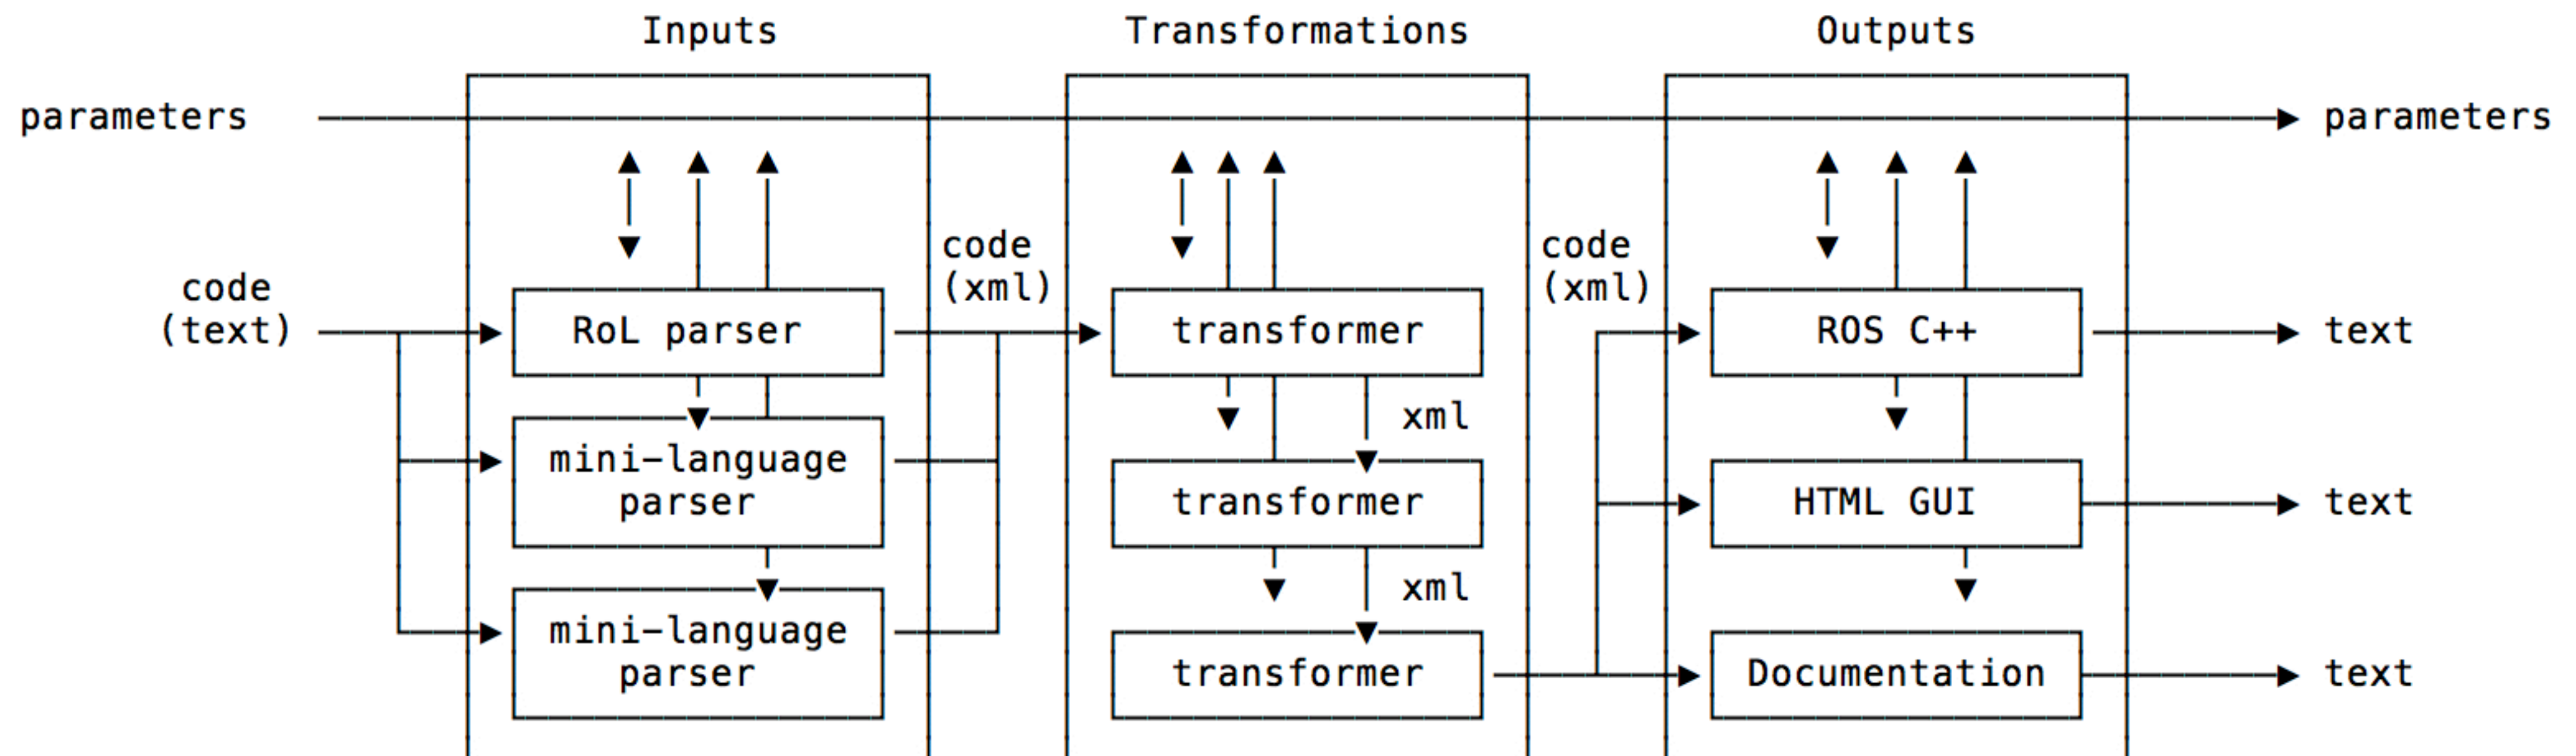 Inputs Transformations Outputs
parameters parameters
code code
code (xml) (xml)
(text) RoL parser transformer ROS C++ text
xml
mini-language
parser transformer HTML GUI text
xml
mini-language
parser transformer Documentation text